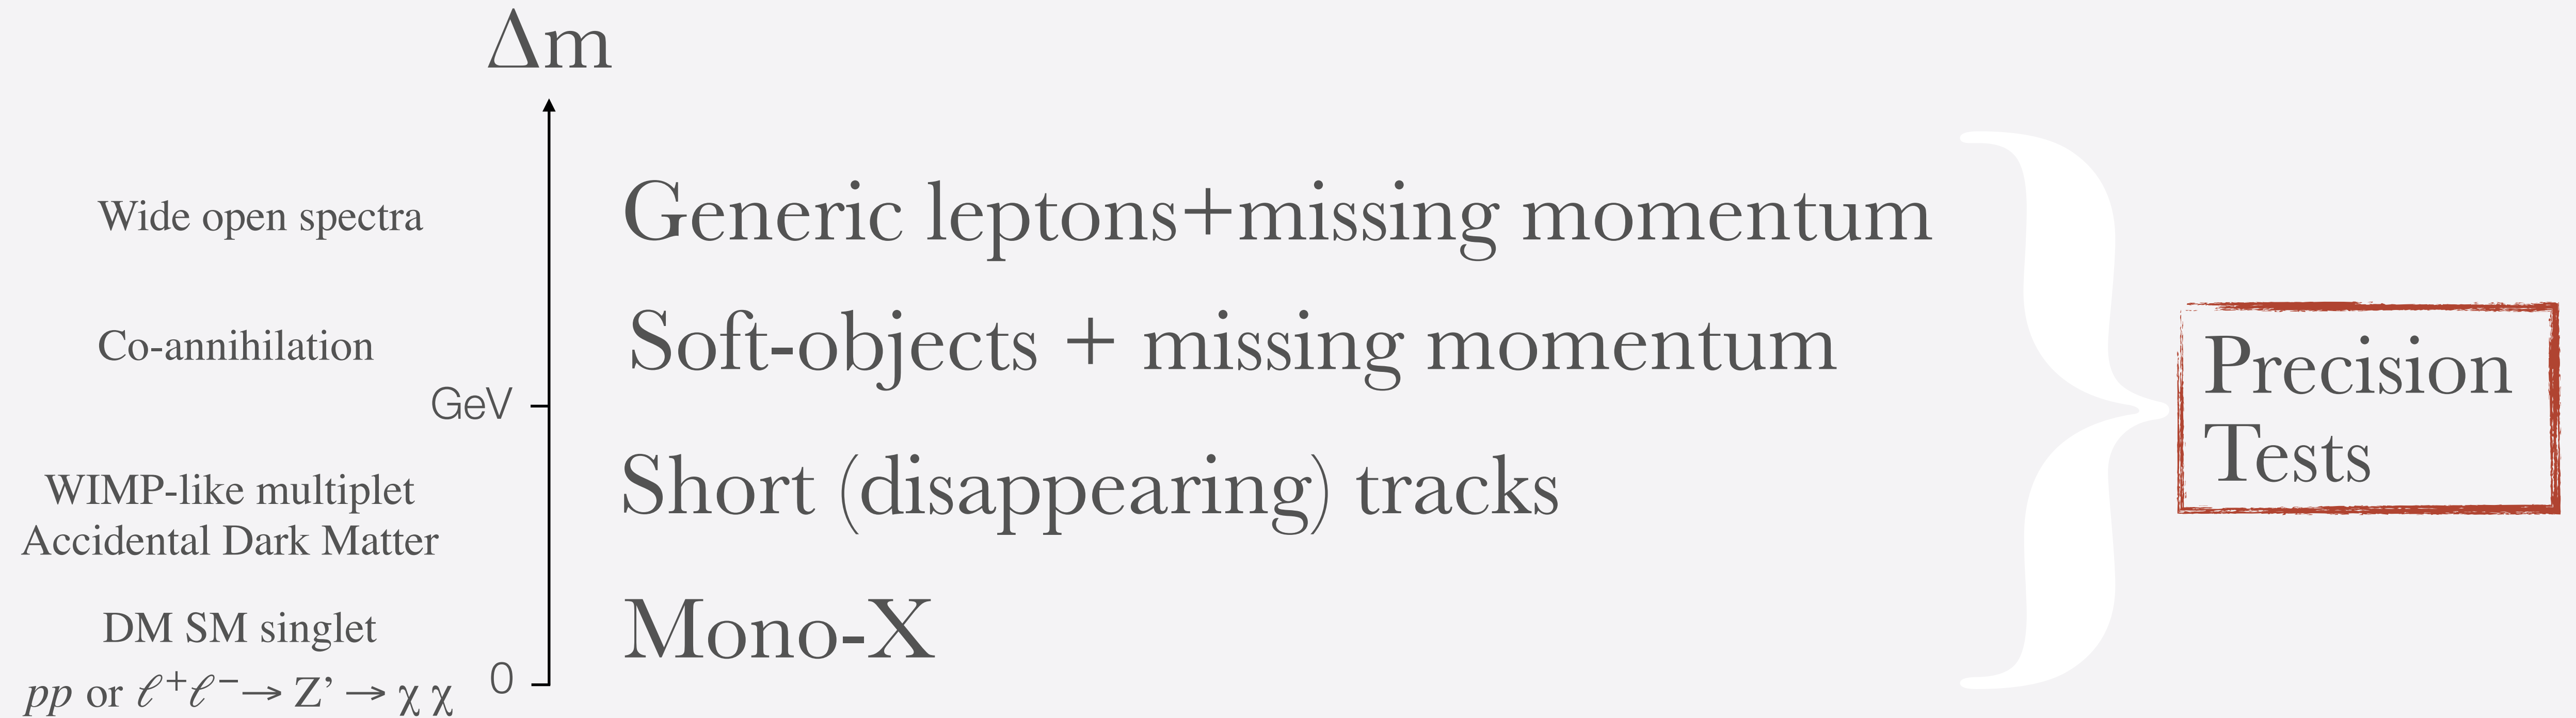 Δm
Wide open spectra
Generic leptons+missing momentum
Co-annihilation
Soft-objects + missing momentum
GeV
Precision
Tests
WIMP-like multiplet
Accidental Dark Matter
Short (disappearing) tracks
DM SM singlet
Mono-X
0
pp or ℓ⁺ℓ⁻→ Z’ → χ χ